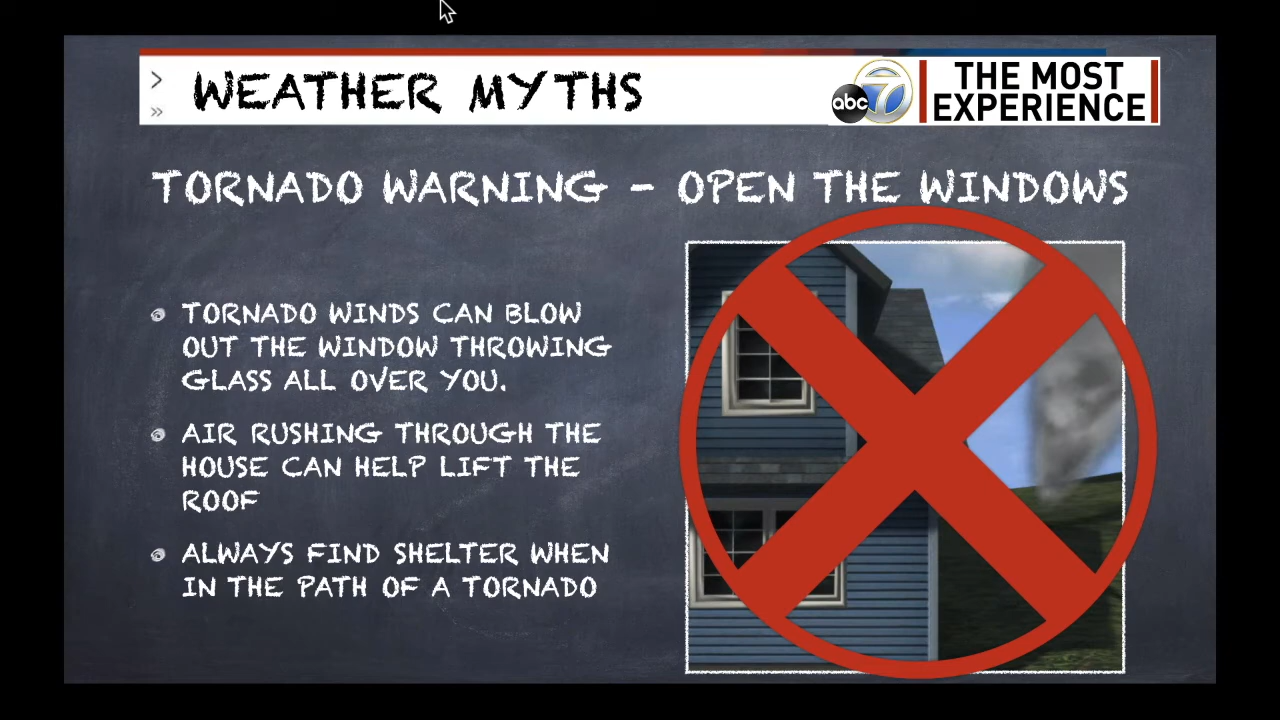 WEATHER MYTHS
abc 7
THE MOST
EXPERIENCE
TORNADO WARNING - OPEN THE WINDOWS
TORNADO WINDS CAN BLOW
OUT THE WINDOW THROWING
GLASS ALL OVER YOU.
AIR RUSHING THROUGH THE
HOUSE CAN HELP LIFT THE
ROOF
ALWAYS FIND SHELTER WHEN
IN THE PATH OF A TORNADO